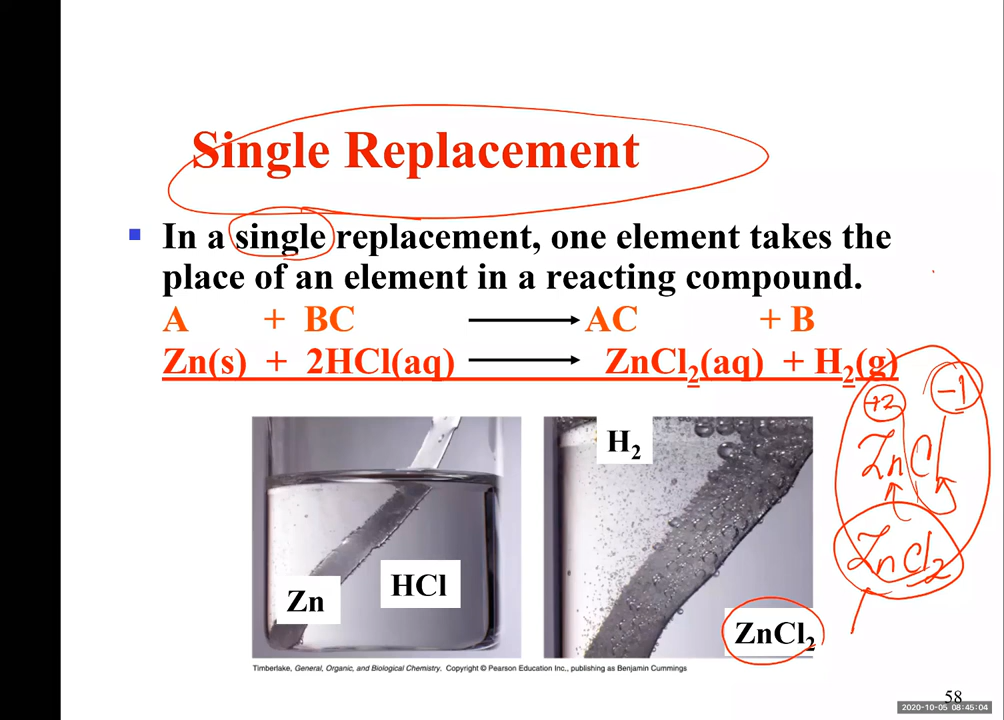 Single Replacement
In a single replacement, one element takes the
place of an element in a reacting compound.
A + BC ⟶ AC + B
Zn(s) + 2HCl(aq) ⟶ ZnCl₂(aq) + H₂(g)
+2 -1
ZnCl
ZnCl₂
H₂
Zn
HCl
ZnCl₂
Timberlake, General, Organic, and Biological Chemistry. Copyright © Pearson Education Inc., publishing as Benjamin Cummings
58
2020-10-05 08:45:04